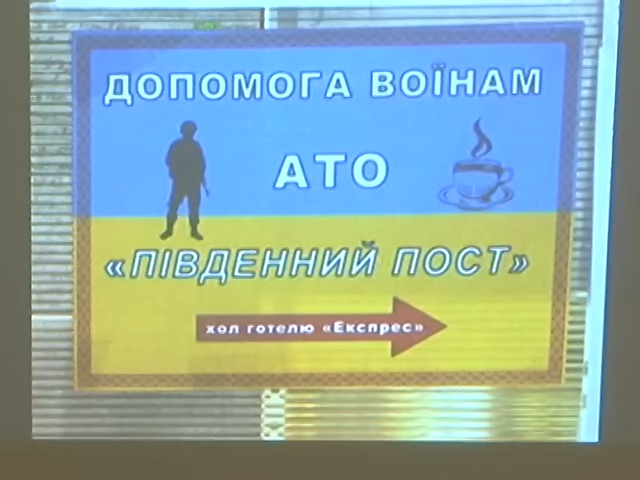 ДОПОМОГА ВОЇНАМ
АТО
«ПІВДЕННИЙ ПОСТ»
хол готелю «Експрес»